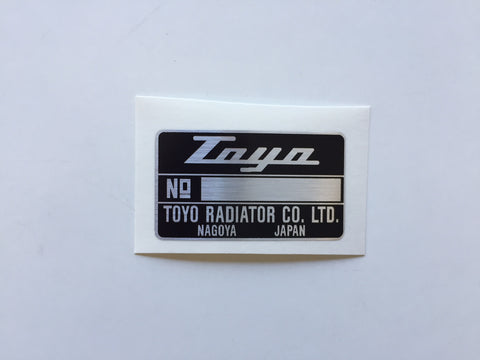 Toyo
Nº
TOYO RADIATOR CO. LTD.
NAGOYA JAPAN